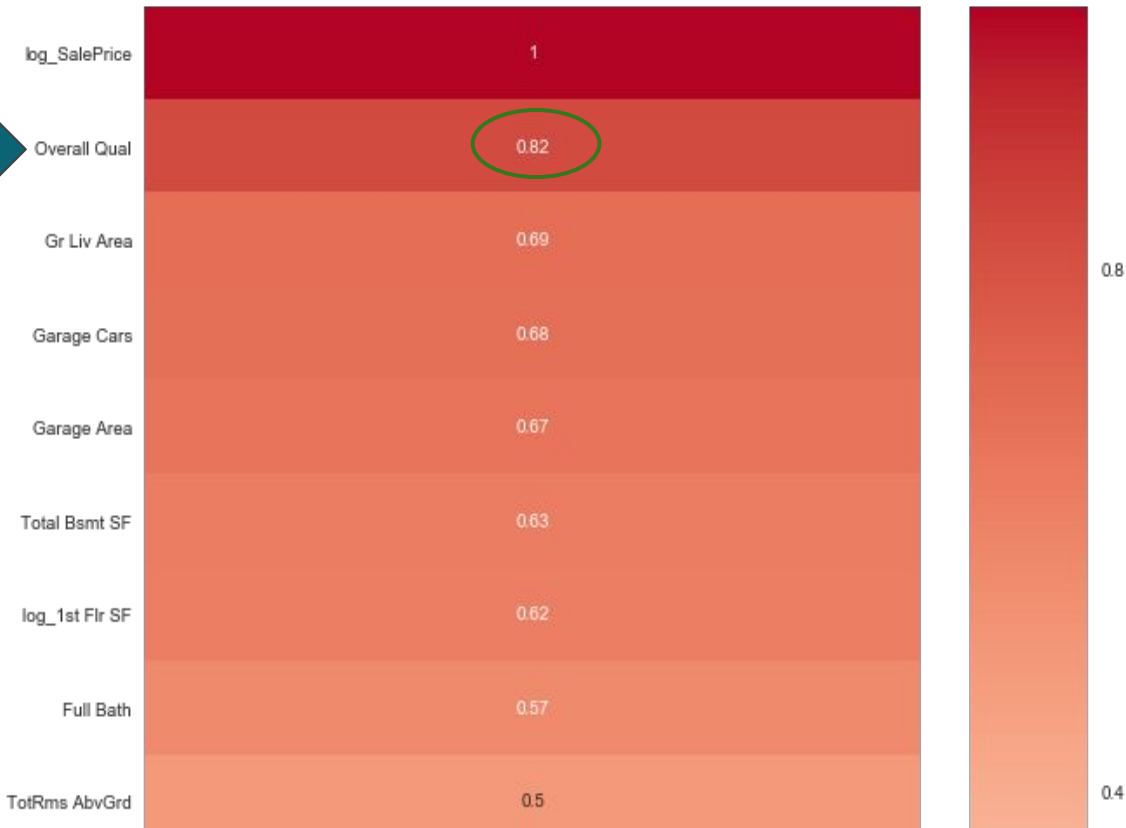 log_SalePrice 1
Overall Qual 0.82
Gr Liv Area 0.69
0.8
Garage Cars 0.68
Garage Area 0.67
Total Bsmt SF 0.63
log_1st Flr SF 0.62
Full Bath 0.57
TotRms AbvGrd 0.5
0.4